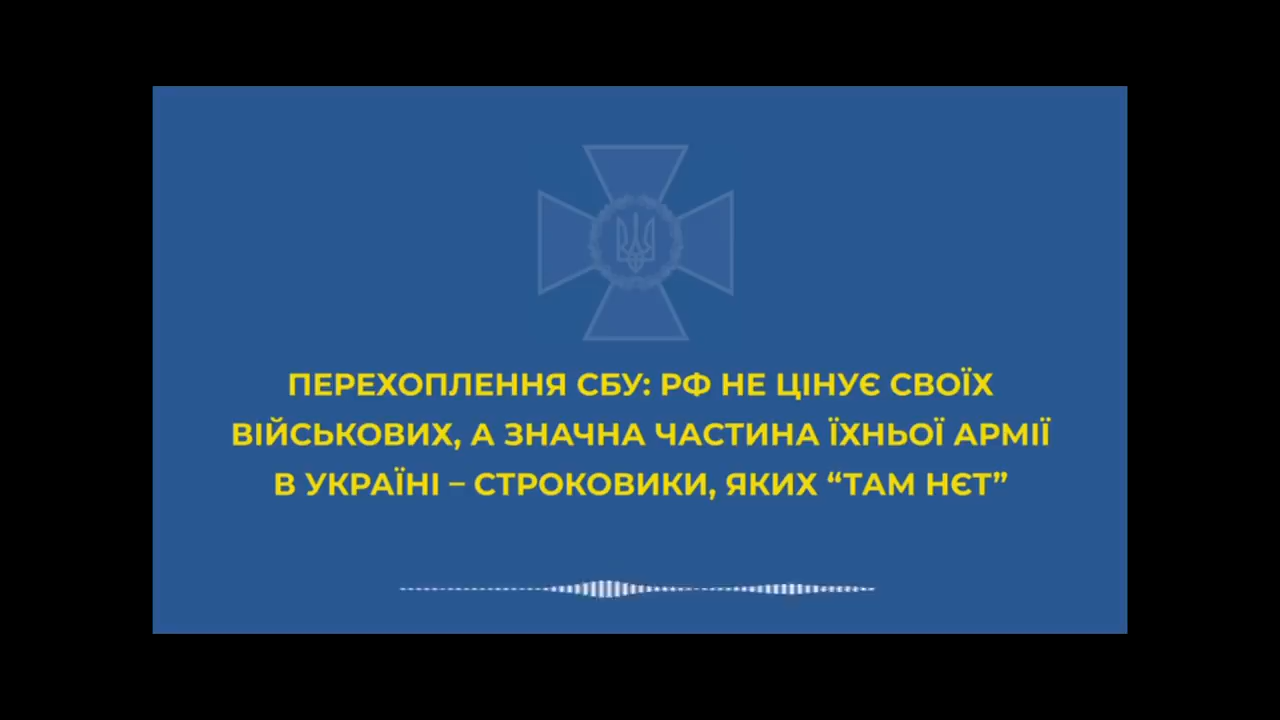 ПЕРЕХОПЛЕННЯ СБУ: РФ НЕ ЦІНУЄ СВОЇХ
ВІЙСЬКОВИХ, А ЗНАЧНА ЧАСТИНА ЇХНЬОЇ АРМІЇ
В УКРАЇНІ – СТРОКОВИКИ, ЯКИХ “ТАМ НЄТ”